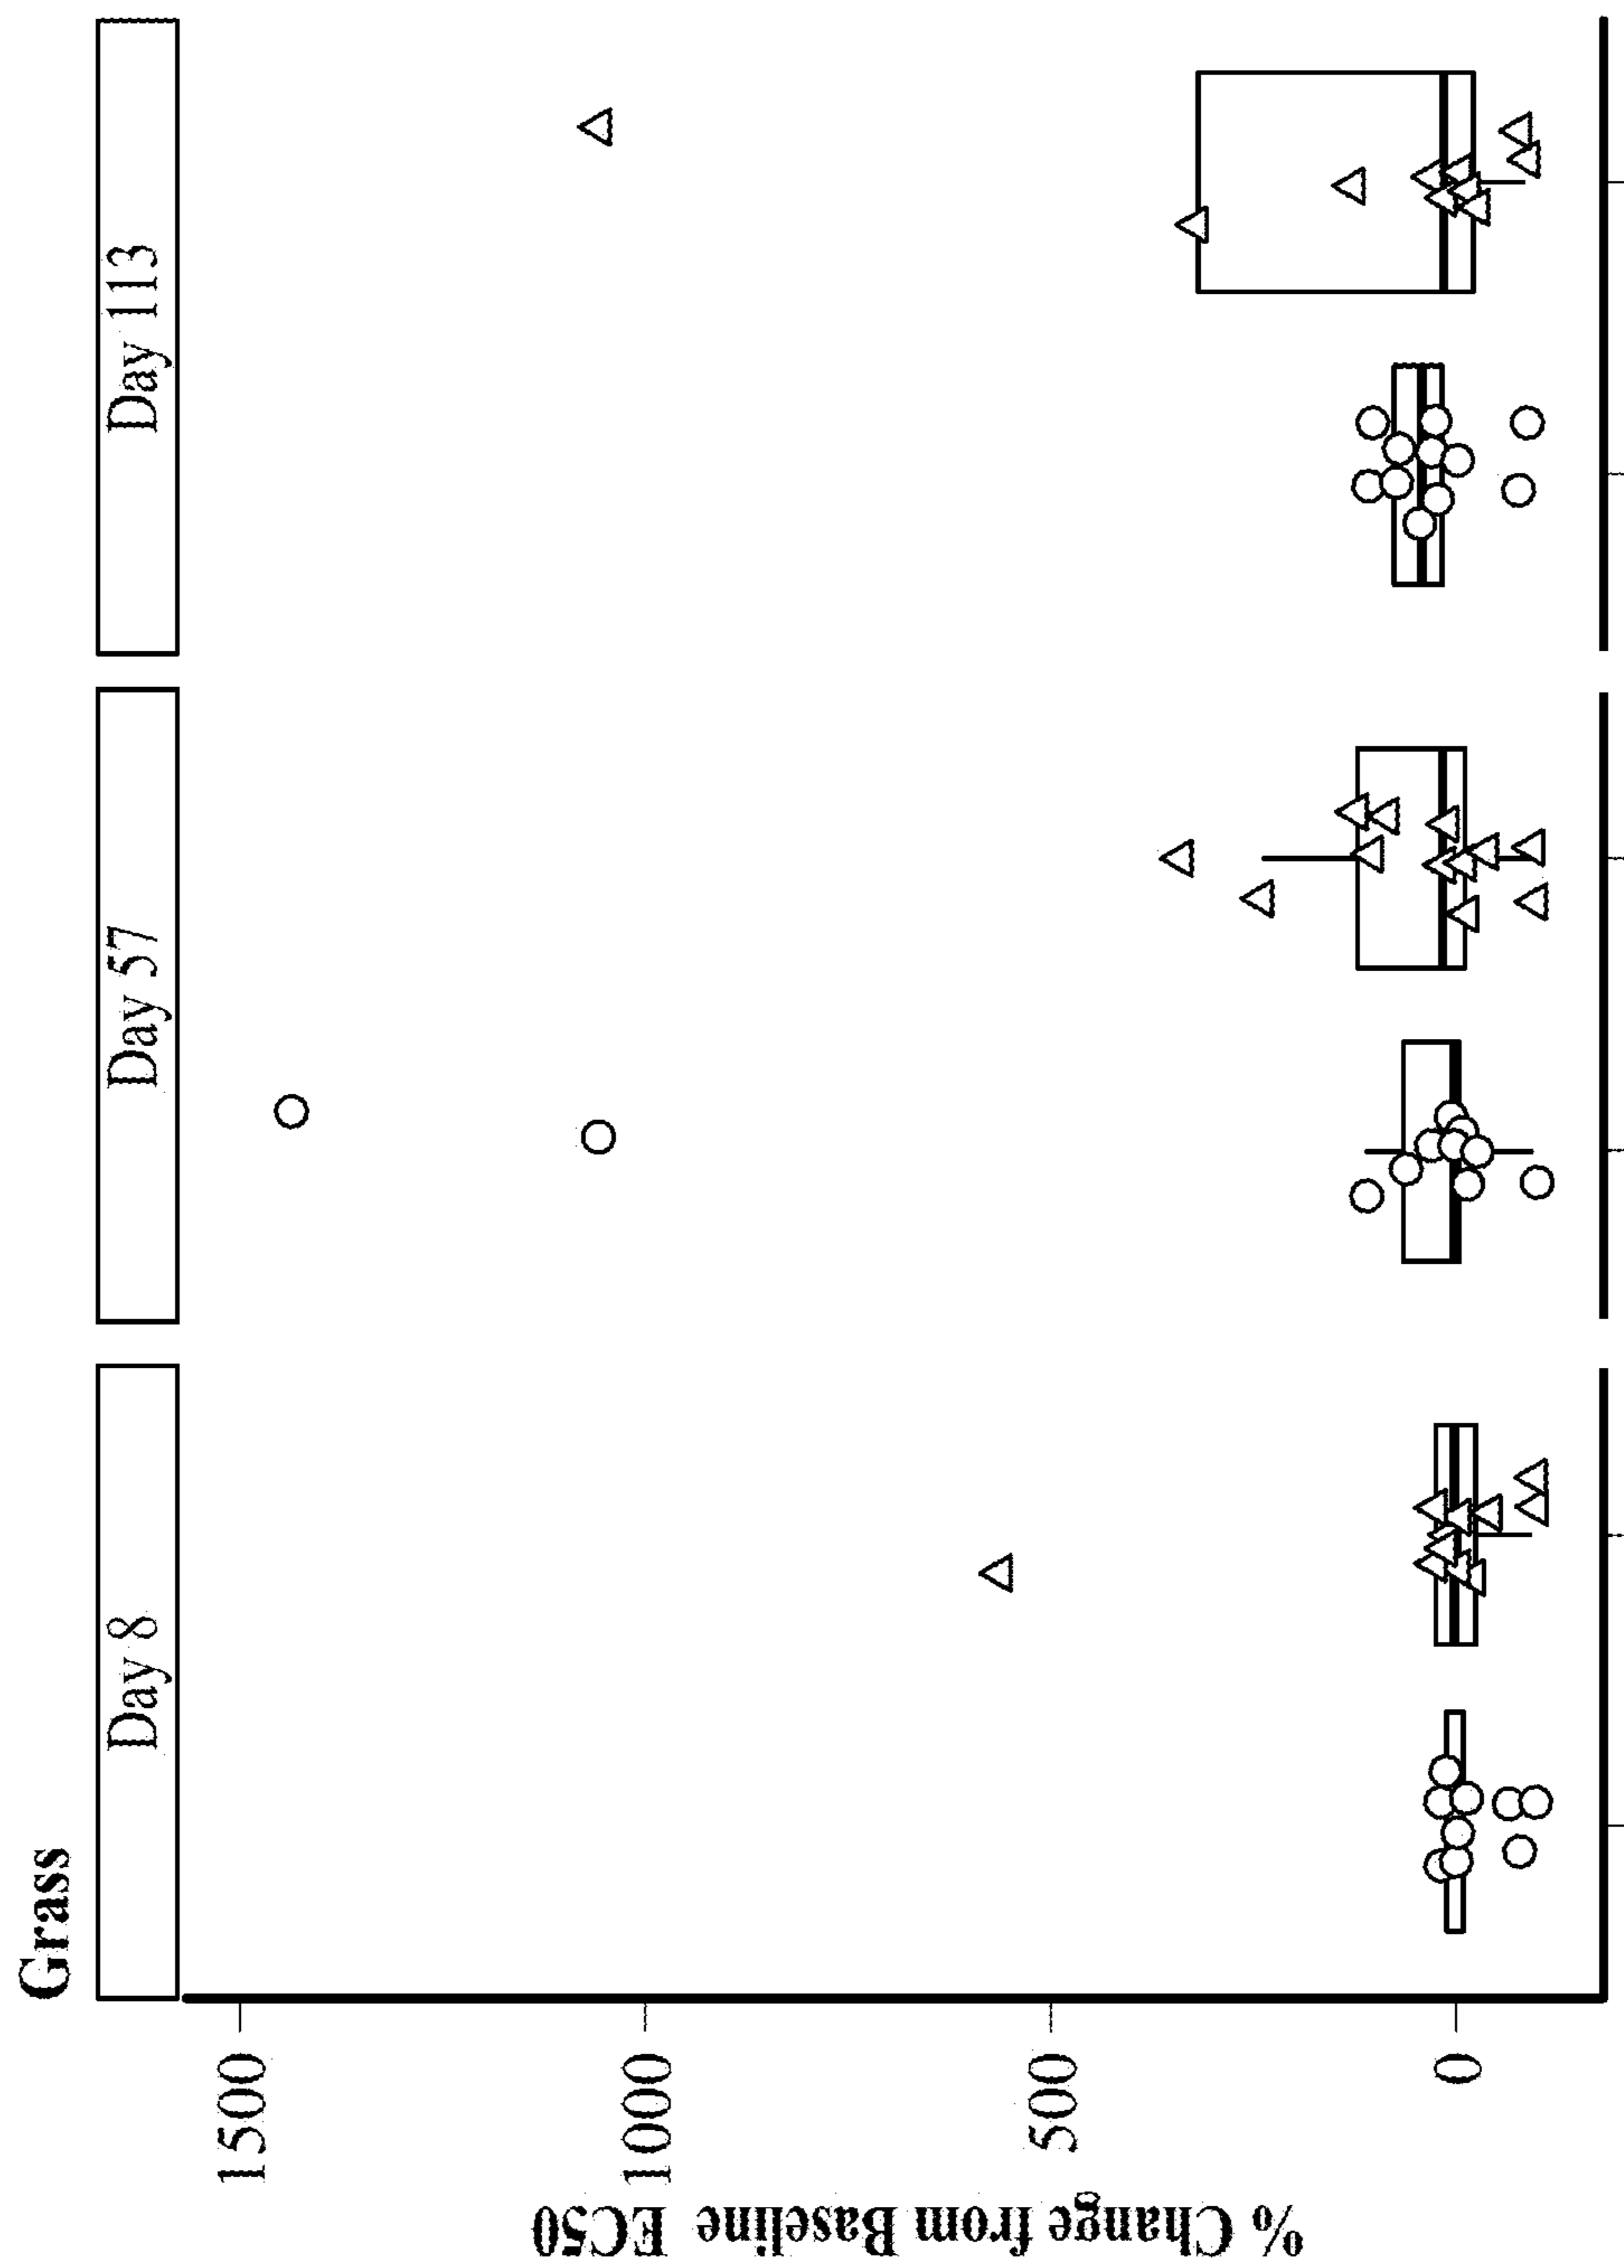 Grass
Day 8
Day 57
Day 113
% Change from Baseline EC50
1500
1000
500
0